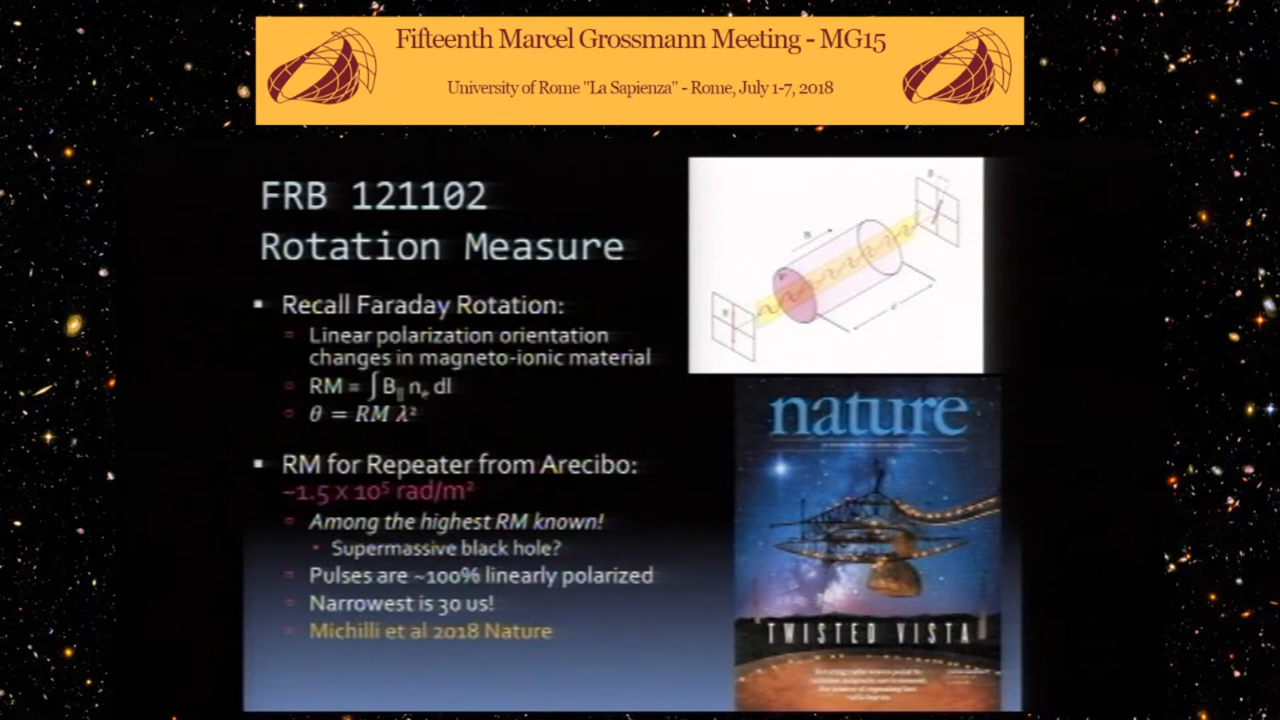 Fifteenth Marcel Grossmann Meeting - MG15
University of Rome "La Sapienza" - Rome, July 1-7, 2018
FRB 121102
Rotation Measure
▪ Recall Faraday Rotation:
▫ Linear polarization orientation
changes in magneto-ionic material
▫ RM = ∫ B∥ nₑ dl
▫ θ = RM λ²
▪ RM for Repeater from Arecibo:
~1.5 x 10⁵ rad/m²
▫ Among the highest RM known!
▪ Supermassive black hole?
▫ Pulses are ~100% linearly polarized
▫ Narrowest is 30 us!
▫ Michilli et al 2018 Nature
nature
TWISTED VISTA